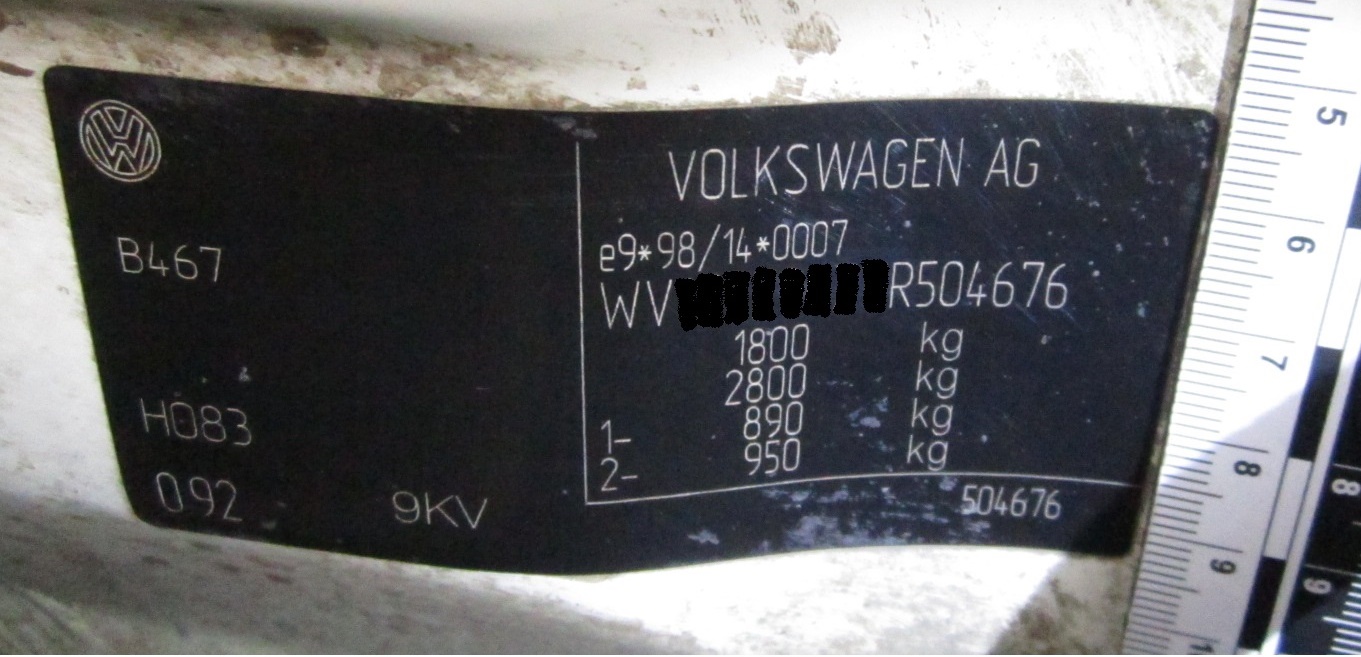 VW
B467
H083
092
9KV
VOLKSWAGEN AG
e9*98/14*0007
WV R504676
1800 kg
2800 kg
1- 890 kg
2- 950 kg
504676
5
6
7
8
9
8
9